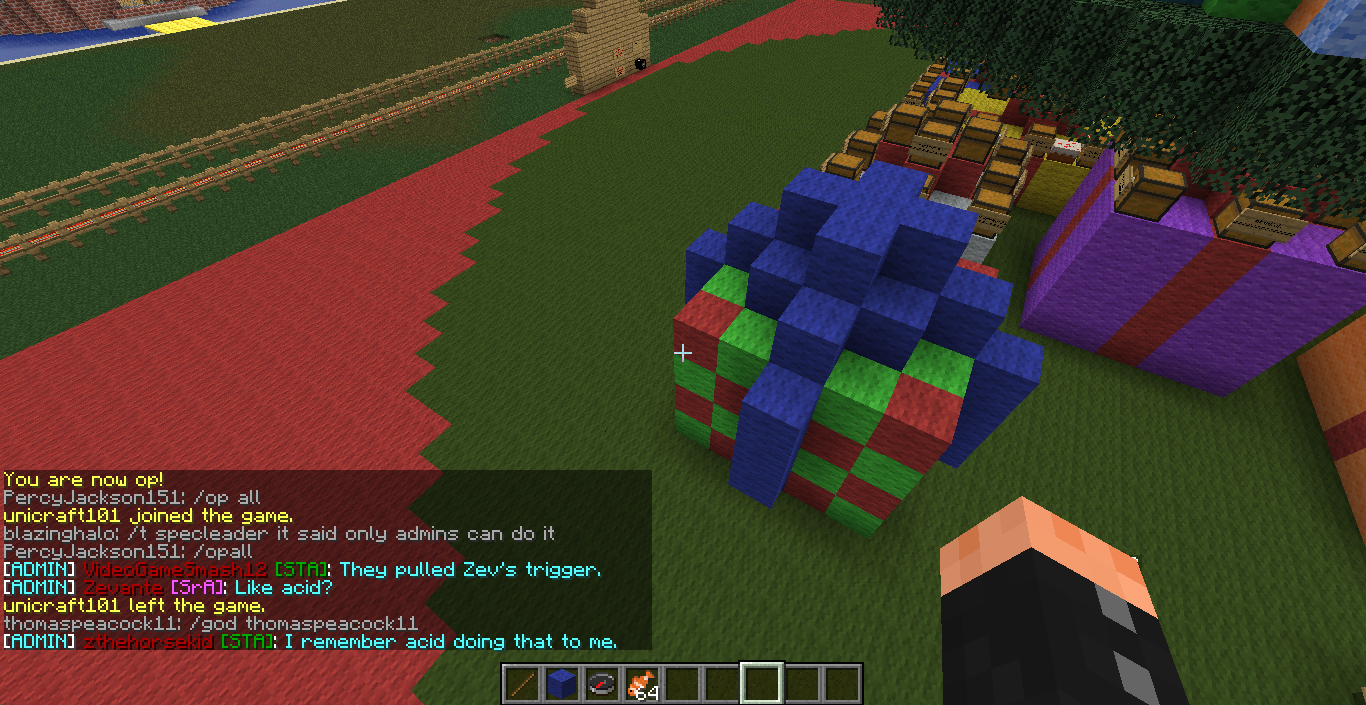 You are now op!
PercyJackson151: /op all
unicraft101 joined the game.
blazinghalo: /t specleader it said only admins can do it
PercyJackson151: /opall
[ADMIN] VideoGameSmash12 [STA]: They pulled Zev's trigger.
[ADMIN] Zevante [SrA]: Like acid?
unicraft101 left the game.
thomaspeacock11: /god thomaspeacock11
[ADMIN] zthehorsekid [STA]: I remember acid doing that to me.
64